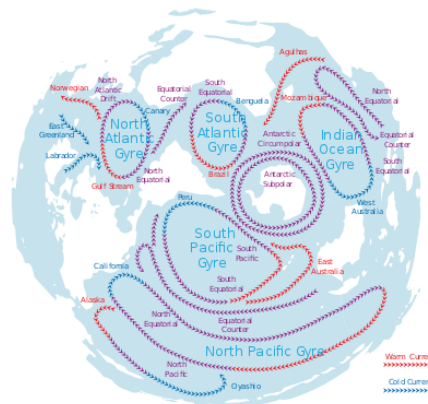 Agulhas
Norwegian
North
Atlantic
Drift
Equatorial
Counter
South
Equatorial
North
Equatorial
Canary
Benguela
Mozambique
East
Greenland
North
Atlantic
Gyre
South
Atlantic
Gyre
Antarctic
Circumpolar
Indian
Ocean
Gyre
Equatorial
Counter
Labrador
South
Equatorial
Gulf Stream
North
Equatorial
Brazil
Antarctic
Subpolar
Peru
West
Australia
South
Pacific
Gyre
South
Pacific
California
East
Australia
South
Equatorial
Alaska
North
Equatorial
Equatorial
Counter
North Pacific Gyre
North
Pacific
Oyashio
Warm Curre
Cold Curren